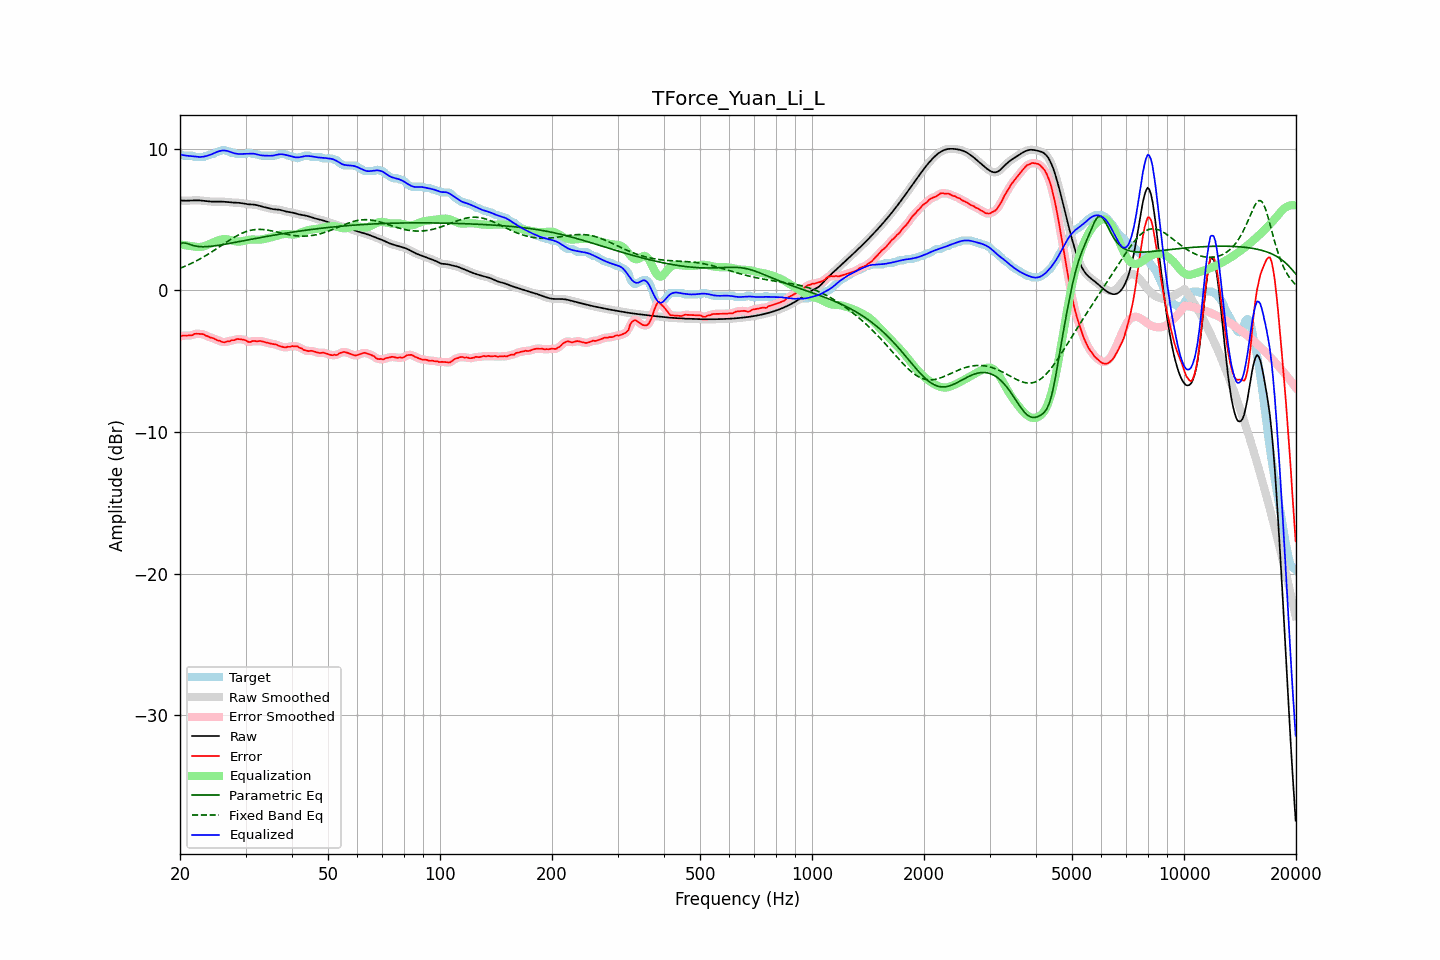 TForce_Yuan_Li_L
10
0
−10
−20
−30
Amplitude (dBr)
Target
Raw Smoothed
Error Smoothed
Raw
Error
Equalization
Parametric Eq
Fixed Band Eq
Equalized
20 50 100 200 500 1000 2000 5000 10000 20000
Frequency (Hz)